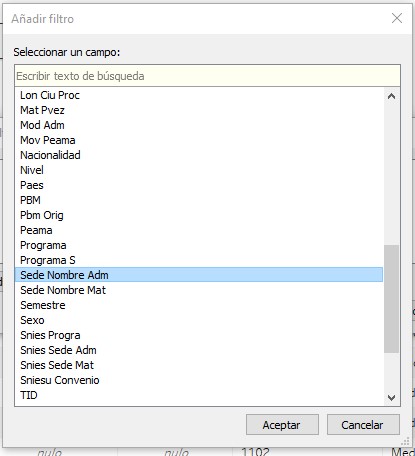 Añadir filtro
Seleccionar un campo:
Escribir texto de búsqueda
Lon Ciu Proc
Mat Pvez
Mod Adm
Mov Peama
Nacionalidad
Nivel
Paes
PBM
Pbm Orig
Peama
Programa
Programa S
Sede Nombre Adm
Sede Nombre Mat
Semestre
Sexo
Snies Progra
Snies Sede Adm
Snies Sede Mat
Sniesu Convenio
TID
Aceptar
Cancelar
nulo
nulo
1102
Med